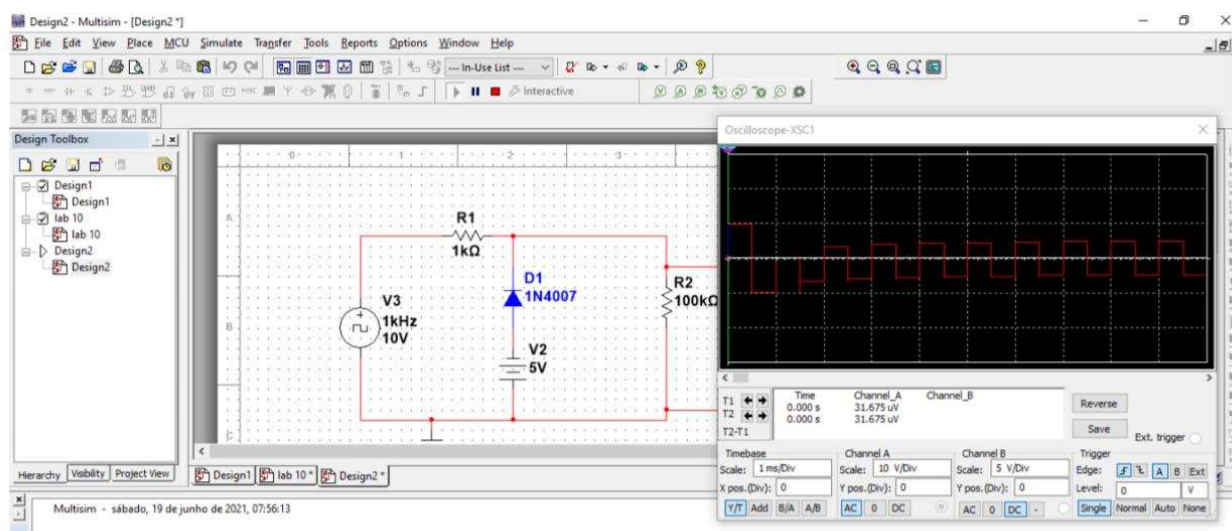 Design2 - Multisim - [Design2 *]
File Edit View Place MCU Simulate Transfer Tools Reports Options Window Help
--- In-Use List ---
Interactive
Design Toolbox
Design1
Design1
lab 10
lab 10
Design2
Design2
Hierarchy Visibility Project View
0 1 2 3
A
B
C
R1
1kΩ
D1
1N4007
R2
100kΩ
V3
1kHz
10V
V2
5V
Design1 lab 10 * Design2 *
Multisim - sábado, 19 de junho de 2021, 07:56:13
Oscilloscope-XSC1
Time Channel_A Channel_B
T1 0.000 s 31.675 uV
T2 0.000 s 31.675 uV
T2-T1
Reverse
Save
Ext. trigger
Timebase
Scale: 1 ms/Div
X pos.(Div): 0
Y/T Add B/A A/B
Channel A
Scale: 10 V/Div
Y pos.(Div): 0
AC 0 DC
Channel B
Scale: 5 V/Div
Y pos.(Div): 0
AC 0 DC -
Trigger
Edge: A B Ext
Level: 0 V
Single Normal Auto None